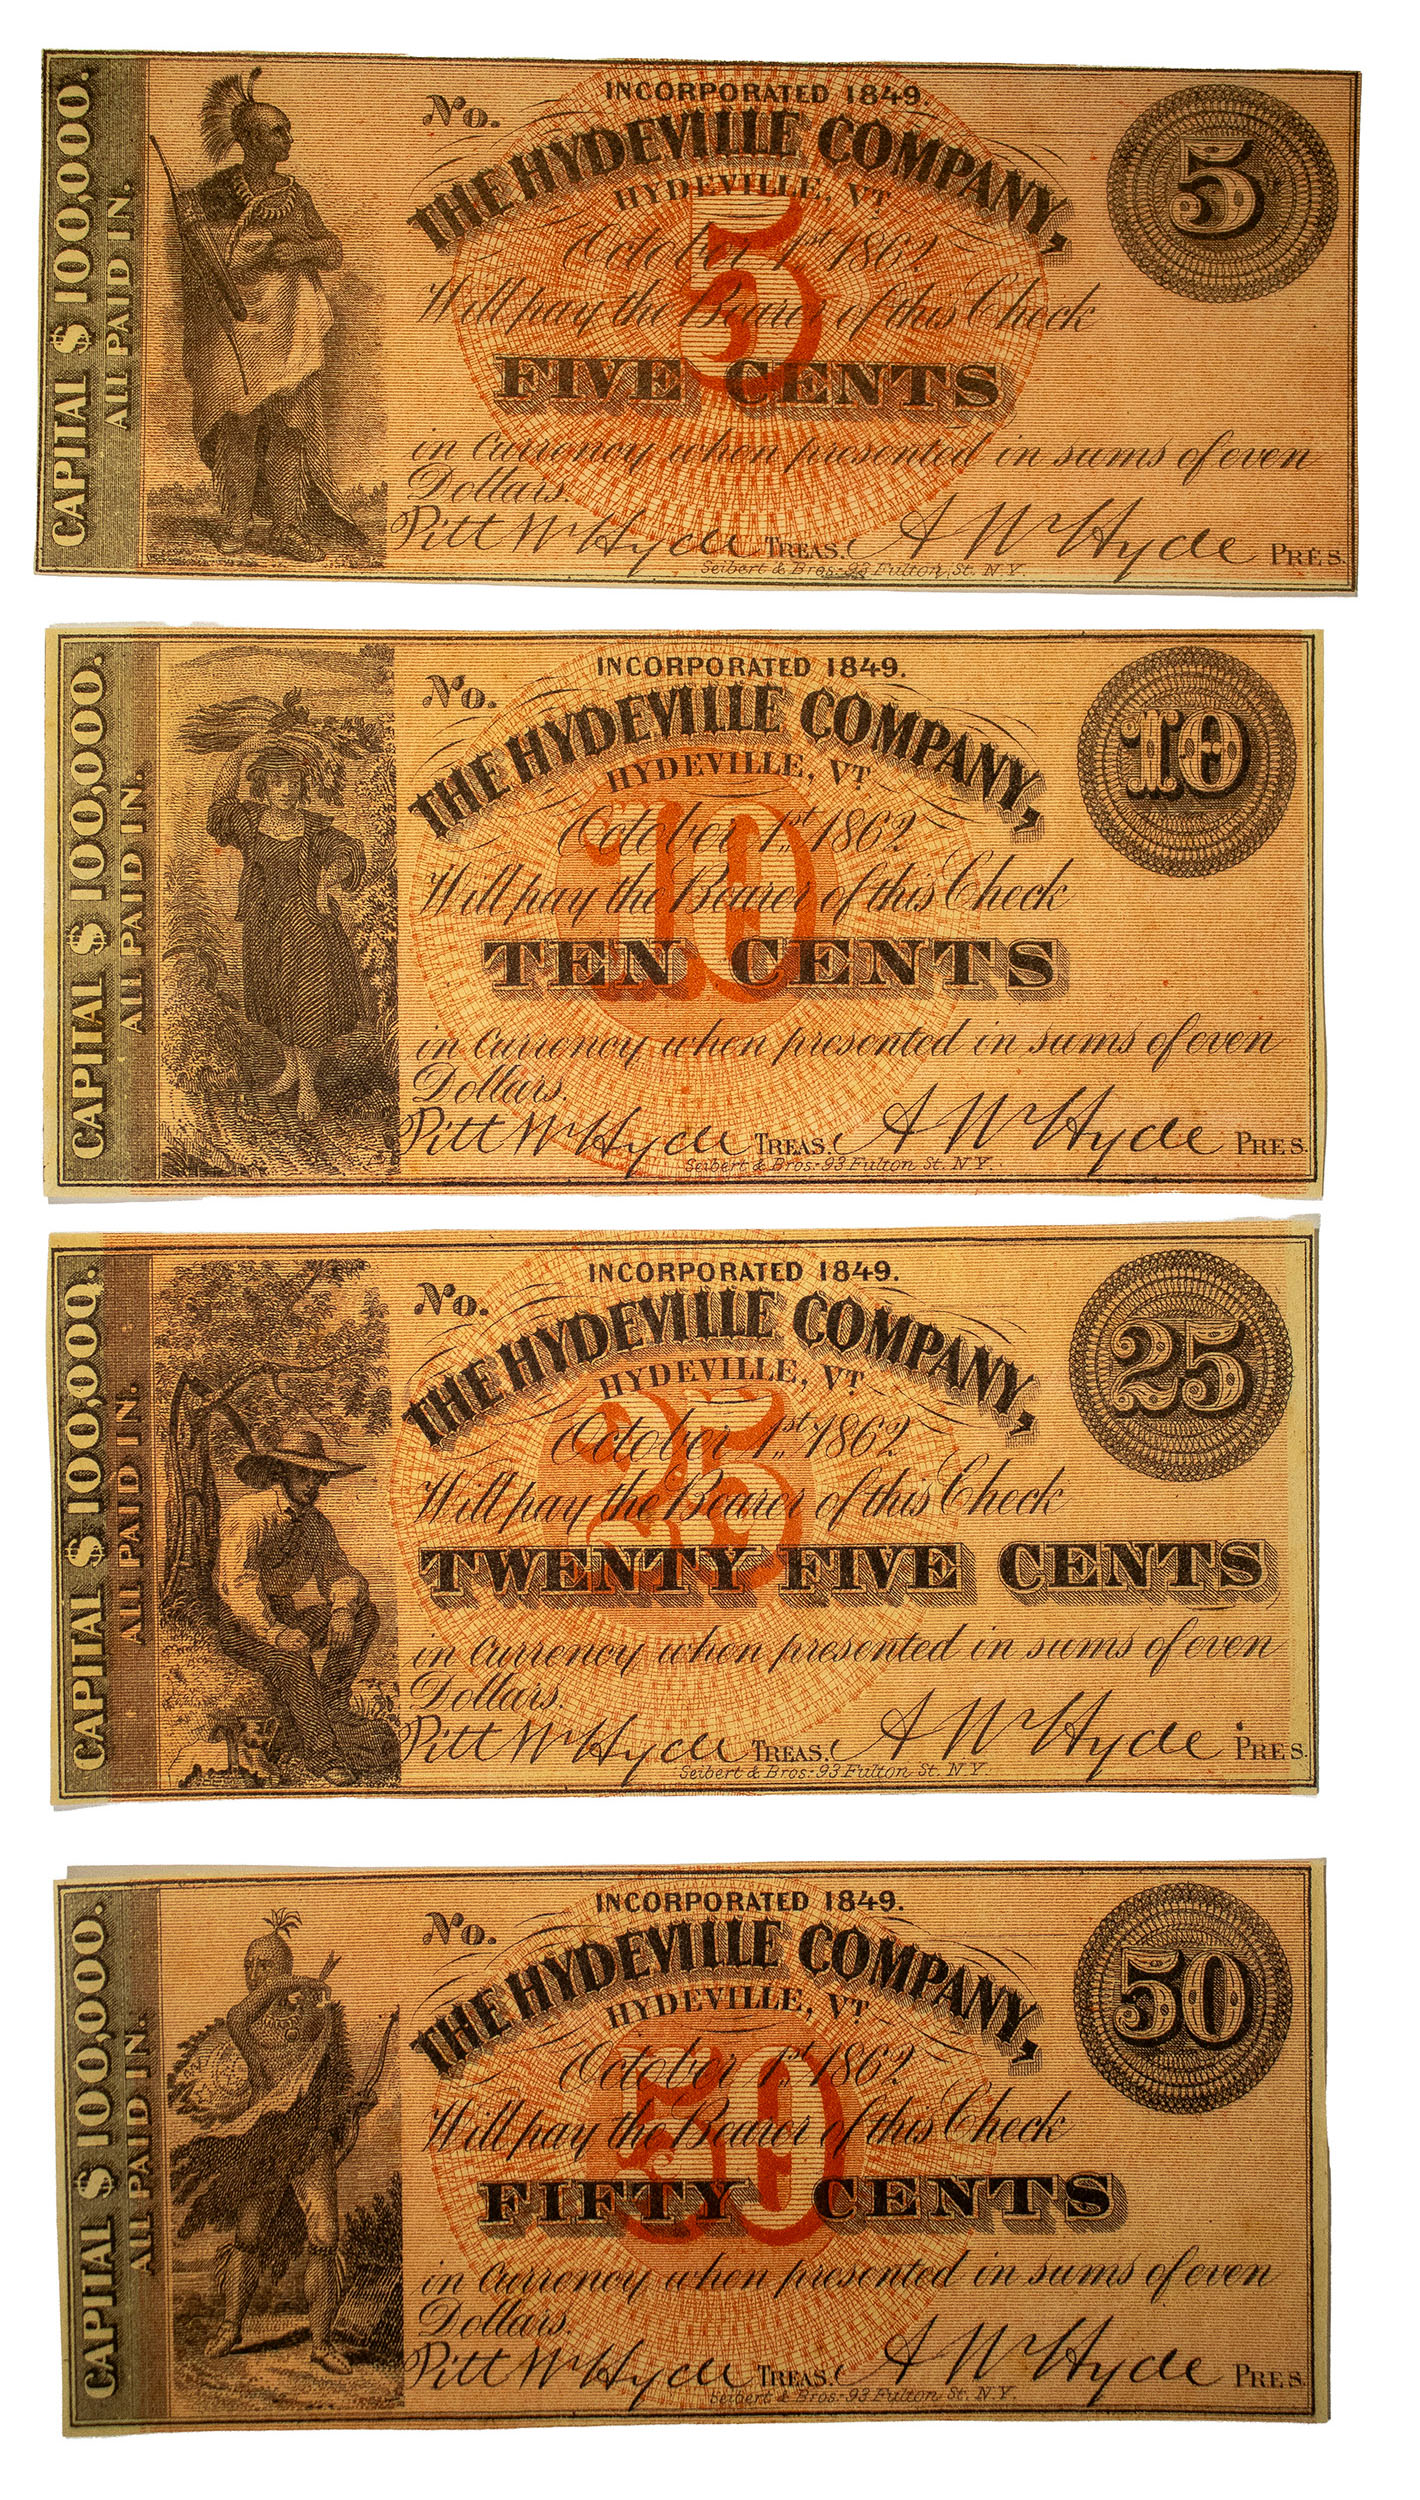 CAPITAL $ 100,000.
All PAID IN.
No.
INCORPORATED 1849.
5
THE HYDEVILLE COMPANY,
HYDEVILLE, VT
5
October 1st 1862
Will pay the Bearer of this Check
FIVE CENTS
in Currency when presented in sums of even
Dollars.
Pitt W Hyde TREAS. A W Hyde PRES.
Seibert & Bros.-93 Fulton, St. N.Y.
CAPITAL $ 100,000.
All PAID IN.
No.
INCORPORATED 1849.
10
THE HYDEVILLE COMPANY,
HYDEVILLE, VT
10
October 1st 1862
Will pay the Bearer of this Check
TEN CENTS
in Currency when presented in sums of even
Dollars.
Pitt W Hyde TREAS. A W Hyde PRES.
Seibert & Bros.-93 Fulton St. N.Y.
CAPITAL $ 100,000.
All PAID IN.
No.
INCORPORATED 1849.
25
THE HYDEVILLE COMPANY,
HYDEVILLE, VT
25
October 1st 1862
Will pay the Bearer of this Check
TWENTY FIVE CENTS
in Currency when presented in sums of even
Dollars.
Pitt W Hyde TREAS. A W Hyde PRES.
Seibert & Bros.-93 Fulton, St. N.Y.
CAPITAL $ 100,000.
All PAID IN.
No.
INCORPORATED 1849.
50
THE HYDEVILLE COMPANY,
HYDEVILLE, VT
50
October 1st 1862
Will pay the Bearer of this Check
FIFTY CENTS
in Currency when presented in sums of even
Dollars.
Pitt W Hyde TREAS. A W Hyde PRES.
Seibert & Bros.-93 Fulton, St. N.Y.